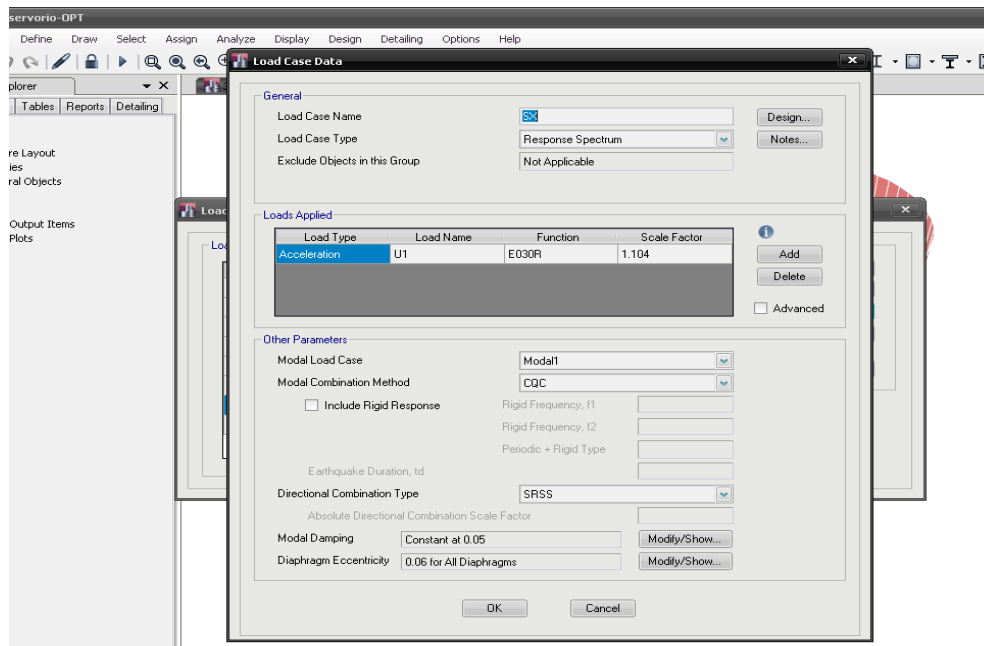 servorio-OPT
Define Draw Select Assign Analyze Display Design Detailing Options Help
plorer
Tables Reports Detailing
re Layout
ies
ral Objects
Output Items
Plots
Load
Loa
Load Case Data
General
Load Case Name SX Design...
Load Case Type Response Spectrum Notes...
Exclude Objects in this Group Not Applicable
Loads Applied
Load Type Load Name Function Scale Factor
Acceleration U1 E030R 1.104 Add
Delete
Advanced
Other Parameters
Modal Load Case Modal1
Modal Combination Method CQC
Include Rigid Response Rigid Frequency, f1
Rigid Frequency, f2
Periodic + Rigid Type
Earthquake Duration, td
Directional Combination Type SRSS
Absolute Directional Combination Scale Factor
Modal Damping Constant at 0.05 Modify/Show...
Diaphragm Eccentricity 0.06 for All Diaphragms Modify/Show...
OK Cancel